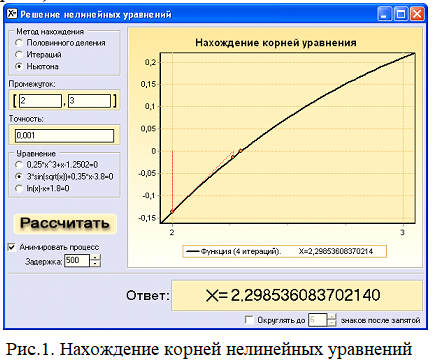 Решение нелинейных уравнений
Метод нахождения
Половинного деления
Итераций
Ньютона
Промежуток:
[ 2 , 3 ]
Точность:
0,001
Уравнение
0,25*x^3+x-1.2502=0
3*sin(sqrt(x))+0,35*x-3.8=0
ln(x)-x+1.8=0
Рассчитать
Анимировать процесс
Задержка: 500
Нахождение корней уравнения
0,2
0,15
0,1
0,05
0
-0,05
-0,1
-0,15
2 3
Функция (4 итераций). X=2,29853608370214
Ответ: X= 2,298536083702140
Округлять до 6 знаков после запятой
Рис.1. Нахождение корней нелинейных уравнений